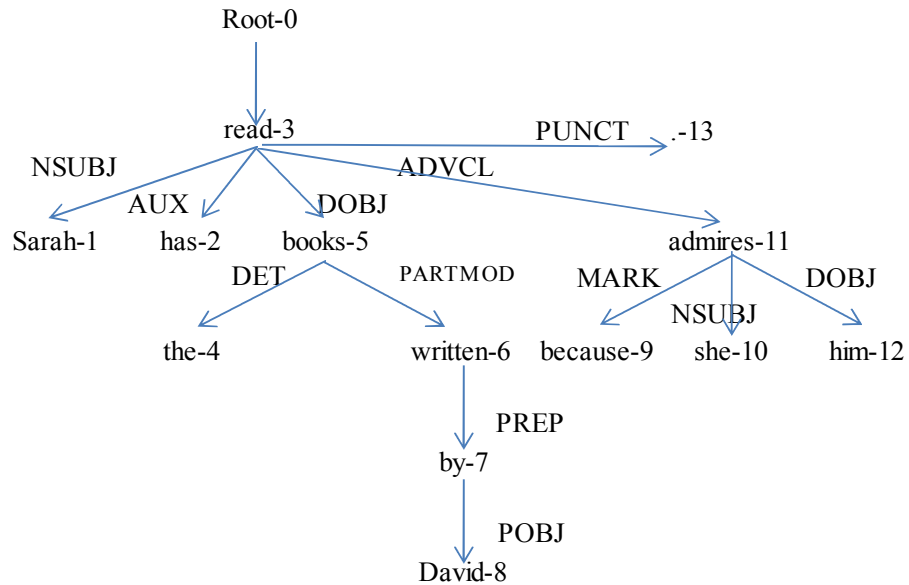 Root-0
read-3 PUNCT .-13
NSUBJ ADVCL
AUX DOBJ
Sarah-1 has-2 books-5 admires-11
DET PARTMOD MARK DOBJ
NSUBJ
the-4 written-6 because-9 she-10 him-12
PREP
by-7
POBJ
David-8